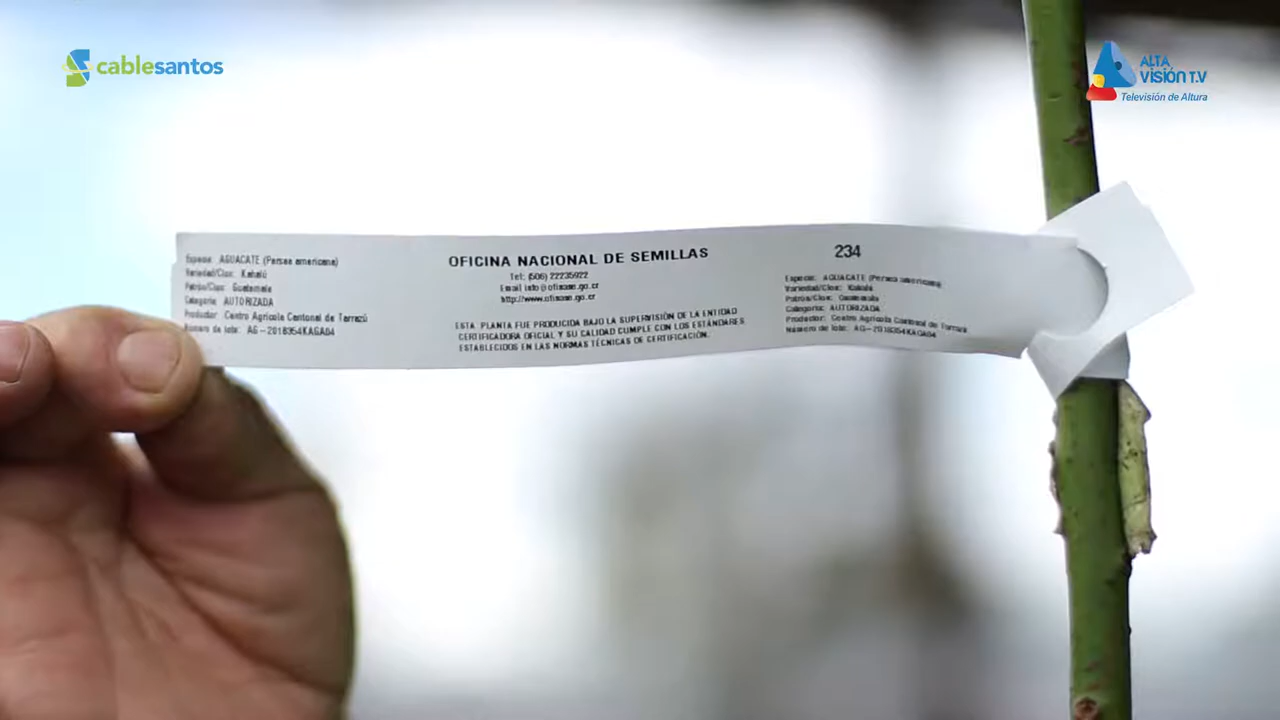 cablesantos
ALTA
VISIÓN T.V
Televisión de Altura
Especie: AGUACATE (Persea americana)
Variedad/Clon: Kahalú
Patrón/Clon: Guatemala
Categoría: AUTORIZADA
Productor: Centro Agrícola Cantonal de Tarrazú
Número de lote: AG-2018354KAGA04
OFICINA NACIONAL DE SEMILLAS
Tel: (506) 22235922
Email info@ofinase.go.cr
http://www.ofinase.go.cr
ESTA PLANTA FUE PRODUCIDA BAJO LA SUPERVISIÓN DE LA ENTIDAD
CERTIFICADORA OFICIAL Y SU CALIDAD CUMPLE CON LOS ESTÁNDARES
ESTABLECIDOS EN LAS NORMAS TÉCNICAS DE CERTIFICACIÓN.
234
Especie: AGUACATE (Persea americana)
Variedad/Clon: Kahalú
Patrón/Clon: Guatemala
Categoría: AUTORIZADA
Productor: Centro Agrícola Cantonal de Tarrazú
Número de lote: AG-2018354KAGA04